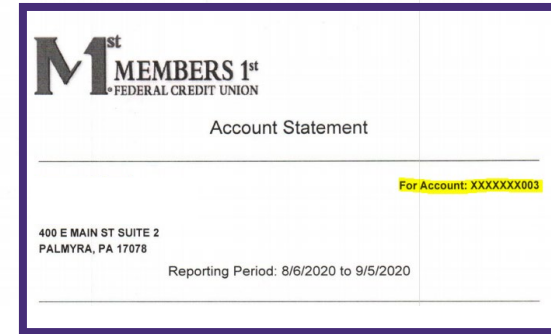 M1st
MEMBERS 1st
FEDERAL CREDIT UNION
Account Statement
For Account: XXXXXXX003
400 E MAIN ST SUITE 2
PALMYRA, PA 17078
Reporting Period: 8/6/2020 to 9/5/2020